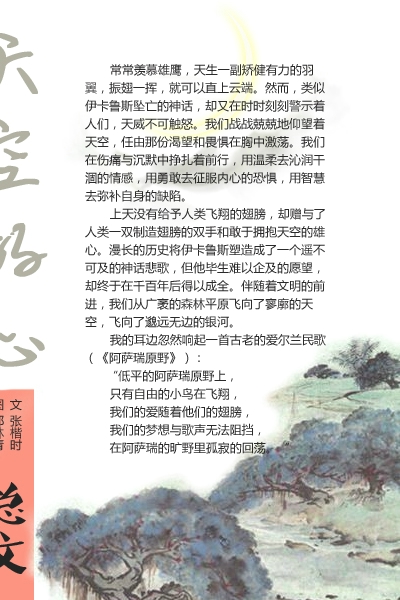 常常羡慕雄鹰，天生一副矫健有力的羽
翼，振翅一挥，就可以直上云端。然而，类似
伊卡鲁斯坠亡的神话，却又在时时刻刻警示着
人们，天威不可触怒。我们战战兢兢地仰望着
天空，任由那份渴望和畏惧在胸中激荡。我们
在伤痛与沉默中挣扎着前行，用温柔去沁润干
涸的情感，用勇敢去征服内心的恐惧，用智慧
去弥补自身的缺陷。
上天没有给予人类飞翔的翅膀，却赠与了
人类一双制造翅膀的双手和敢于拥抱天空的雄
心。漫长的历史将伊卡鲁斯塑造成了一个遥不
可及的神话悲歌，但他毕生难以企及的愿望，
却终于在千百年后得以成全。伴随着文明的前
进，我们从广袤的森林平原飞向了寥廓的天
空，飞向了邈远无边的银河。
我的耳边忽然响起一首古老的爱尔兰民歌
（《阿萨瑞原野》）：
“低平的阿萨瑞原野上，
只有自由的小鸟在飞翔，
我们的爱随着他们的翅膀，
我们的梦想与歌声无法阻挡，
在阿萨瑞的旷野里孤寂的回荡。”
天空的心
文 张楷时
总文